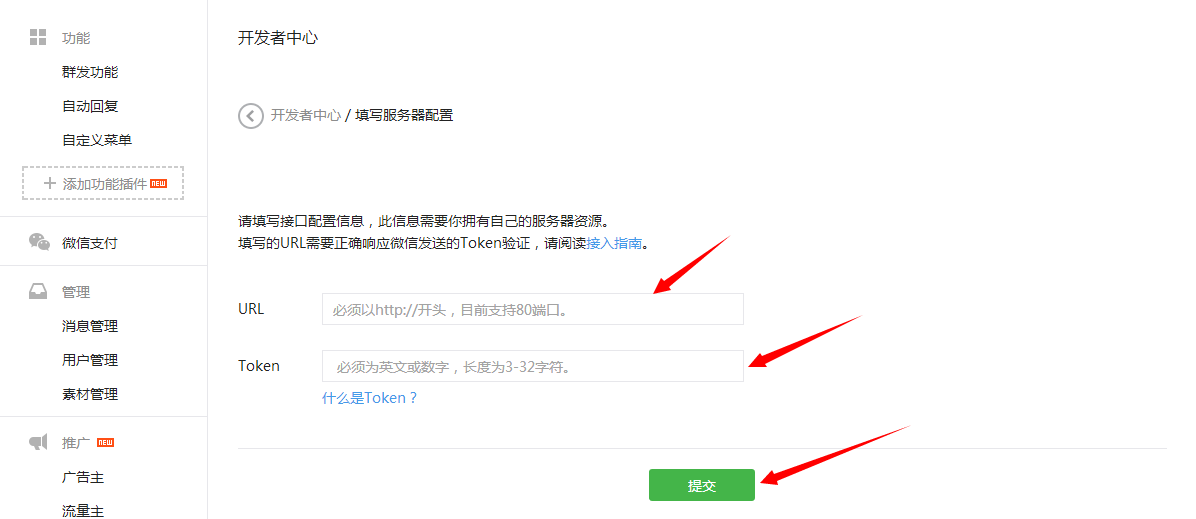 功能
群发功能
自动回复
自定义菜单
添加功能插件 NEW
微信支付
管理
消息管理
用户管理
素材管理
推广 NEW
广告主
流量主
开发者中心
开发者中心 / 填写服务器配置
请填写接口配置信息，此信息需要你拥有自己的服务器资源。
填写的URL需要正确响应微信发送的Token验证，请阅读接入指南。
URL
必须以http://开头，目前支持80端口。
Token
必须为英文或数字，长度为3-32字符。
什么是Token？
提交